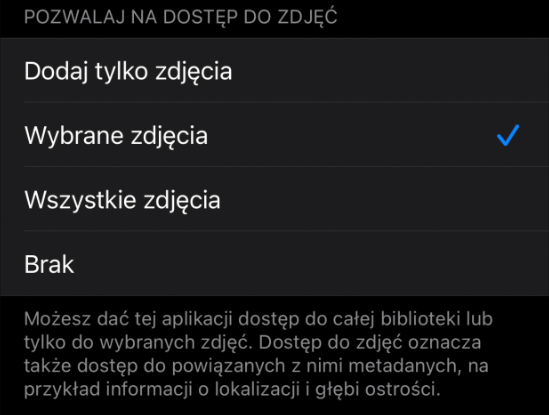 POZWALAJ NA DOSTĘP DO ZDJĘĆ
Dodaj tylko zdjęcia
Wybrane zdjęcia
Wszystkie zdjęcia
Brak
Możesz dać tej aplikacji dostęp do całej biblioteki lub
tylko do wybranych zdjęć. Dostęp do zdjęć oznacza
także dostęp do powiązanych z nimi metadanych, na
przykład informacji o lokalizacji i głębi ostrości.